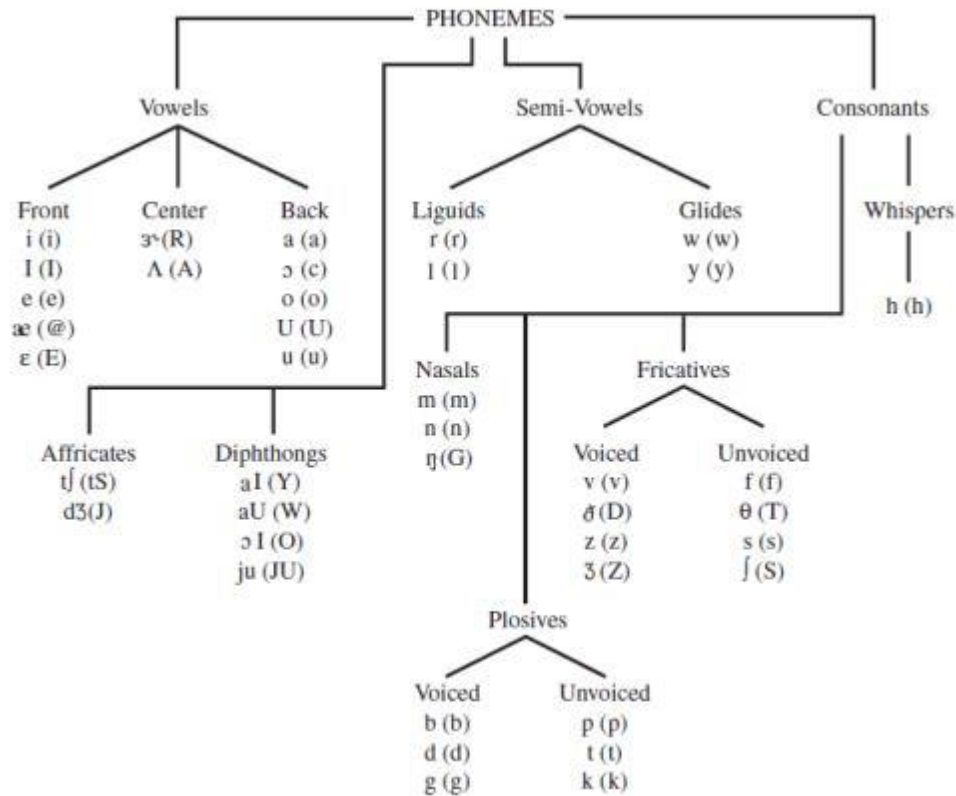 PHONEMES
Vowels
Semi-Vowels
Consonants
Front
Center
Back
Liguids
Glides
Whispers
i (i)
ɝ (R)
a (a)
r (r)
w (w)
I (I)
Λ (A)
ɔ (c)
l (l)
y (y)
e (e)
o (o)
h (h)
æ (@)
U (U)
ε (E)
u (u)
Nasals
Fricatives
m (m)
n (n)
ŋ (G)
Affricates
Diphthongs
Voiced
Unvoiced
tʃ (tS)
aI (Y)
v (v)
f (f)
dʒ (J)
aU (W)
ð (D)
θ (T)
ɔI (O)
z (z)
s (s)
ju (JU)
ʒ (Z)
ʃ (S)
Plosives
Voiced
Unvoiced
b (b)
p (p)
d (d)
t (t)
g (g)
k (k)